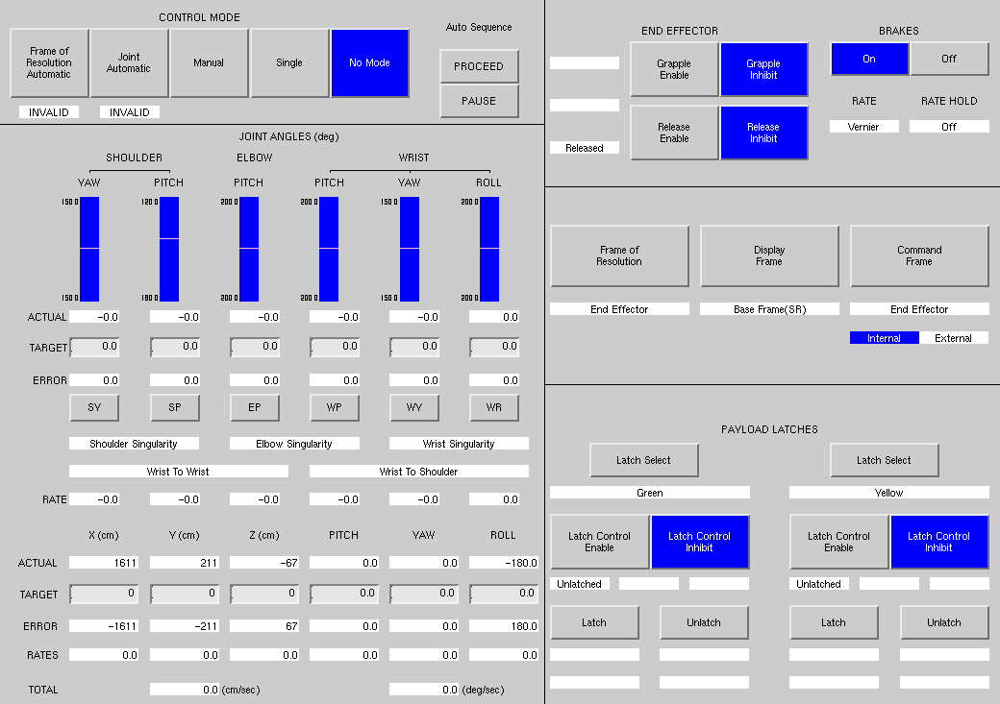 CONTROL MODE
Auto Sequence
Frame of
Resolution
Automatic
Joint
Automatic
Manual
Single
No Mode
PROCEED
PAUSE
INVALID
INVALID
JOINT ANGLES (deg)
SHOULDER
ELBOW
WRIST
YAW
PITCH
PITCH
PITCH
YAW
ROLL
150.0
120.0
200.0
200.0
150.0
200.0
150.0
180.0
200.0
200.0
150.0
200.0
ACTUAL -0.0 -0.0 -0.0 -0.0 -0.0 0.0
TARGET 0.0 0.0 0.0 0.0 0.0 0.0
ERROR 0.0 0.0 0.0 0.0 0.0 0.0
SY SP EP WP WY WR
Shoulder Singularity
Elbow Singularity
Wrist Singularity
Wrist To Wrist
Wrist To Shoulder
RATE -0.0 -0.0 -0.0 -0.0 -0.0 0.0
X (cm) Y (cm) Z (cm) PITCH YAW ROLL
ACTUAL 1611 211 -67 0.0 0.0 -180.0
TARGET 0 0 0 0.0 0.0 0.0
ERROR -1611 -211 67 0.0 0.0 180.0
RATES 0.0 0.0 0.0 0.0 0.0 0.0
TOTAL 0.0 (cm/sec) 0.0 (deg/sec)
END EFFECTOR
Grapple
Enable
Grapple
Inhibit
Release
Enable
Release
Inhibit
Released
BRAKES
On
Off
RATE
RATE HOLD
Vernier
Off
Frame of
Resolution
Display
Frame
Command
Frame
End Effector
Base Frame(SR)
End Effector
Internal
External
PAYLOAD LATCHES
Latch Select
Latch Select
Green
Yellow
Latch Control
Enable
Latch Control
Inhibit
Latch Control
Enable
Latch Control
Inhibit
Unlatched
Unlatched
Latch
Unlatch
Latch
Unlatch